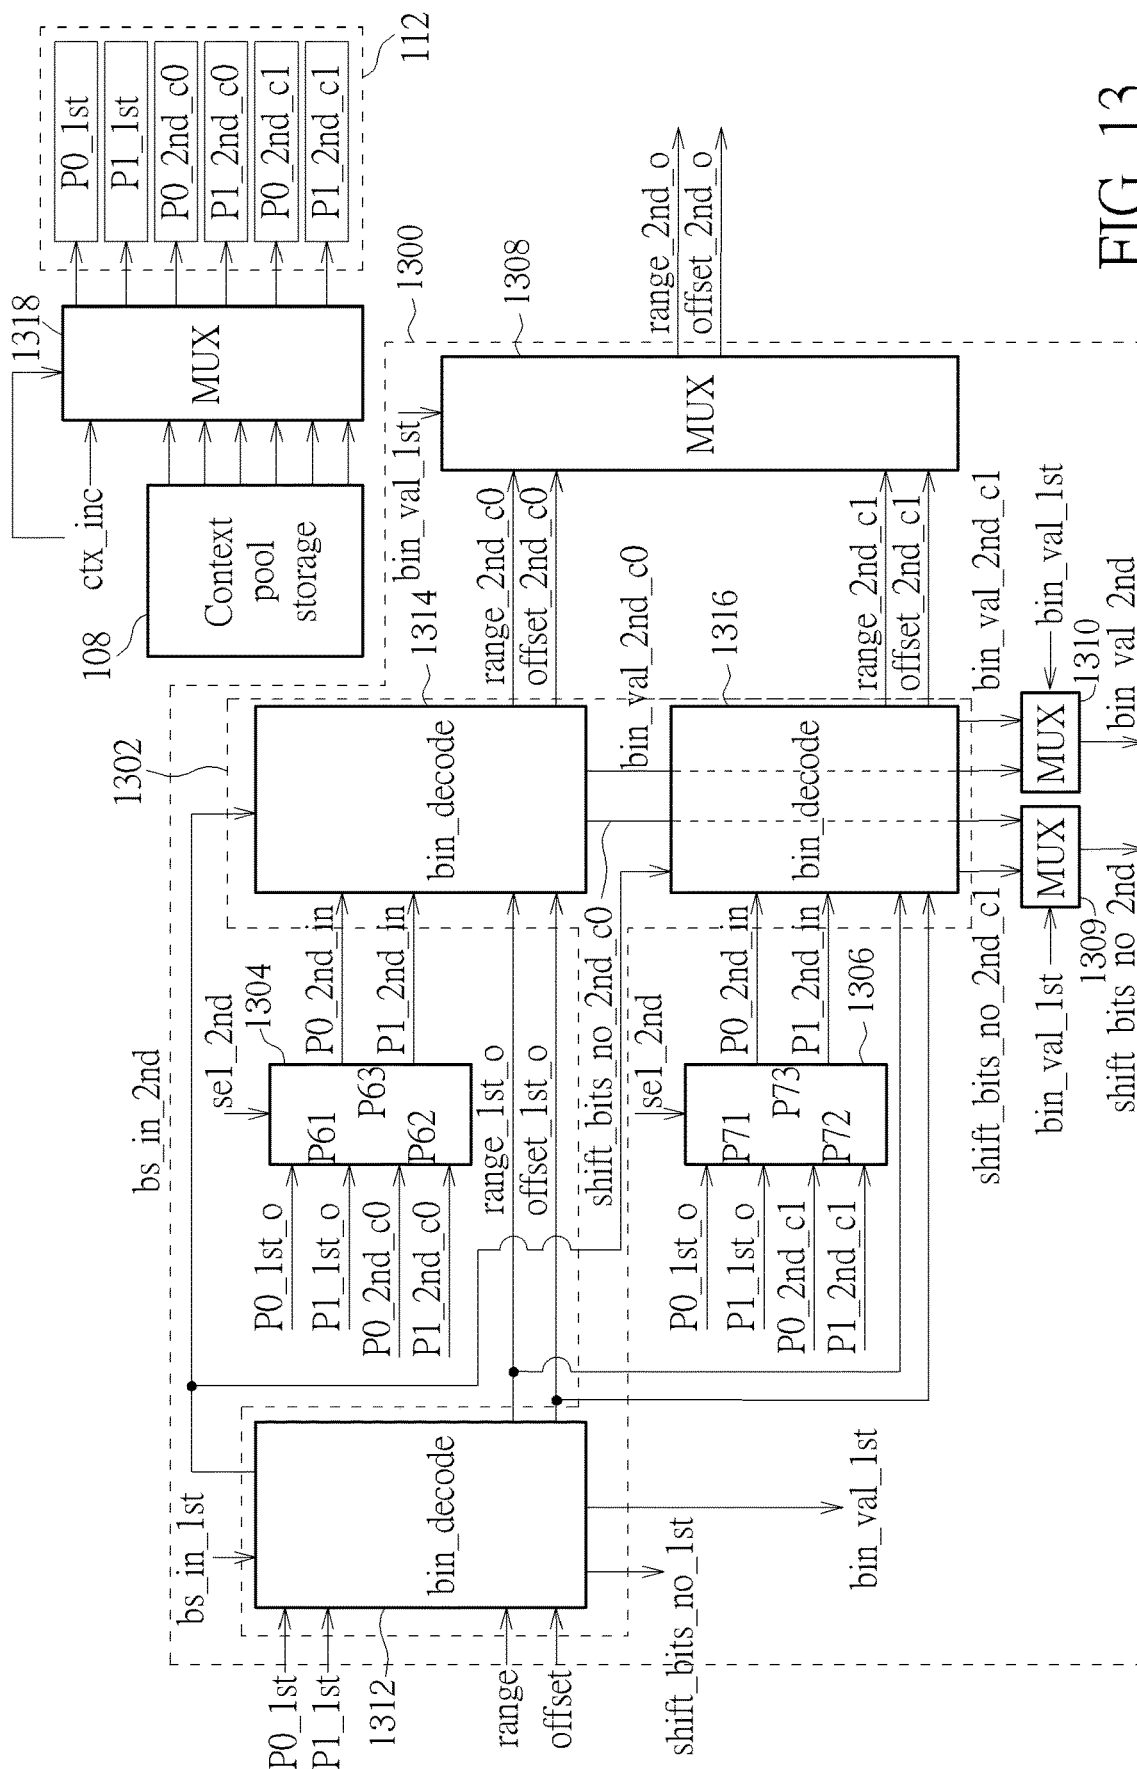 P0_1st
P1_1st
1312
range
offset
bs_in_1st
bin_decode
shift_bits_no_1st
bin_val_1st
bs_in_2nd
P0_1st_o
P1_1st_o
P0_2nd_c0
P1_2nd_c0
se1_2nd
1304
P61
P63
P62
P0_2nd_in
P1_2nd_in
range_1st_o
offset_1st_o
shift_bits_no_2nd_c0
P0_1st_o
P1_1st_o
P0_2nd_c1
P1_2nd_c1
se1_2nd
P71
P73
P72
P0_2nd_in
P1_2nd_in
1306
1302
bin_decode
1314
range_2nd_c0
offset_2nd_c0
bin_val_2nd_c0
bin_decode
1316
range_2nd_c1
offset_2nd_c1
bin_val_2nd_c1
shift_bits_no_2nd_c1
bin_val_1st
1309
MUX
shift_bits_no_2nd
MUX
bin_val_1st
1310
bin_val_2nd
108
Context
pool
storage
ctx_inc
1318
MUX
P0_1st
P1_1st
P0_2nd_c0
P1_2nd_c0
P0_2nd_c1
P1_2nd_c1
112
1300
bin_val_1st
MUX
1308
range_2nd_o
offset_2nd_o
FIG. 13